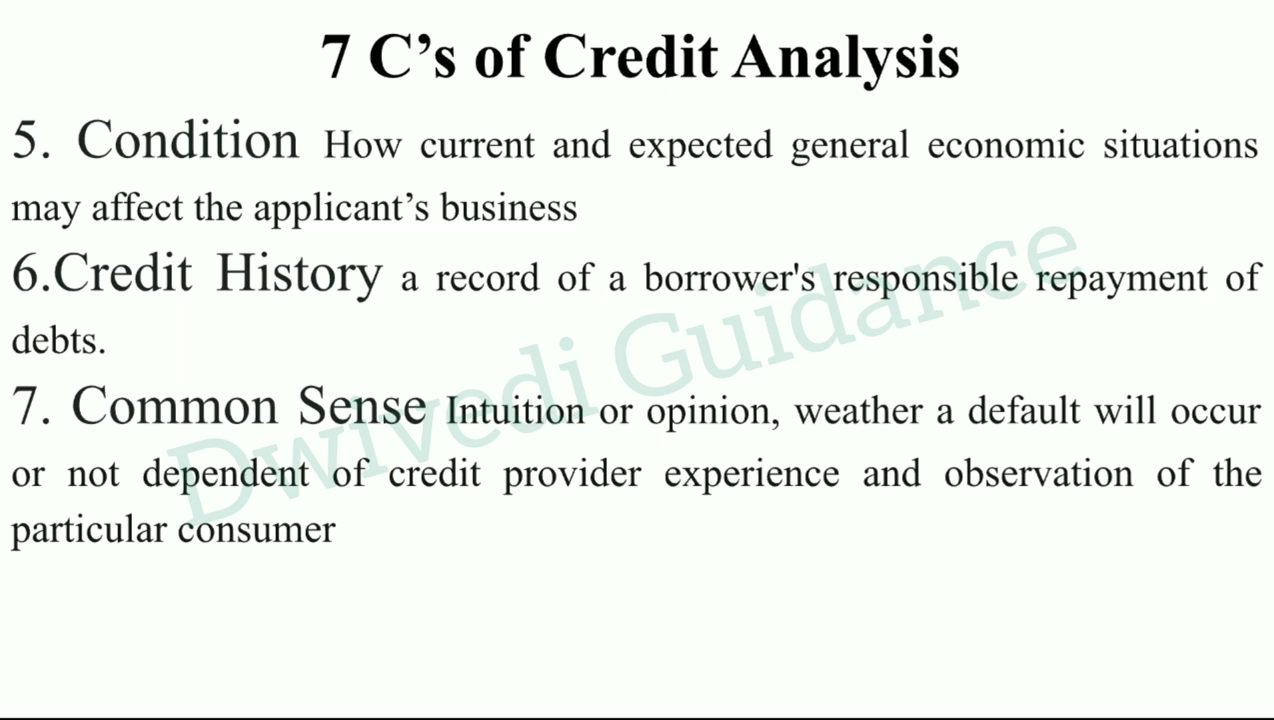 7 C’s of Credit Analysis
5. Condition How current and expected general economic situations
may affect the applicant’s business
6.Credit History a record of a borrower's responsible repayment of
debts.
7. Common Sense Intuition or opinion, weather a default will occur
or not dependent of credit provider experience and observation of the
particular consumer
Dwivedi Guidance